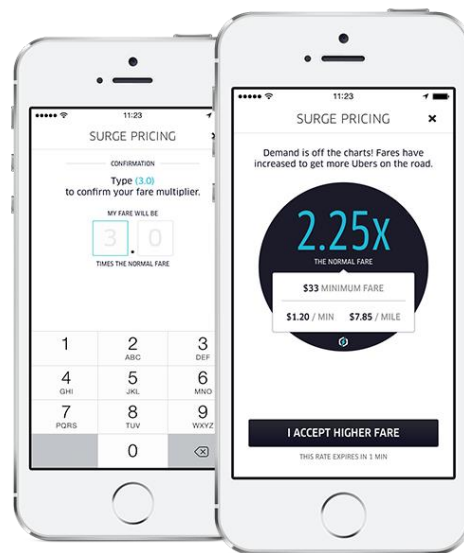 11:23
SURGE PRICING
CONFIRMATION
Type (3.0)
to confirm your fare multiplier.
MY FARE WILL BE
3.0
TIMES THE NORMAL FARE
1
2
ABC
3
DEF
4
GHI
5
JKL
6
MNO
7
PQRS
8
TUV
9
WXYZ
0
11:23
SURGE PRICING ×
Demand is off the charts! Fares have
increased to get more Ubers on the road.
2.25x
THE NORMAL FARE
$33 MINIMUM FARE
$1.20 / MIN $7.85 / MILE
I ACCEPT HIGHER FARE
THIS RATE EXPIRES IN 1 MIN